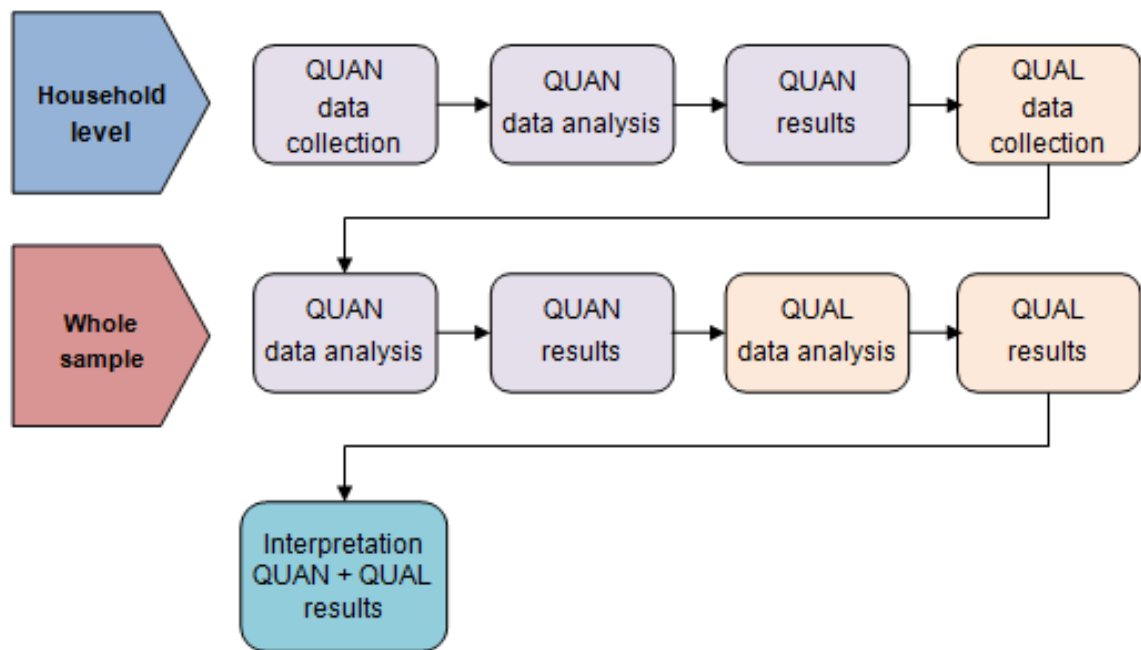 Household
level
QUAN
data
collection
QUAN
data analysis
QUAN
results
QUAL
data
collection
Whole
sample
QUAN
data analysis
QUAN
results
QUAL
data analysis
QUAL
results
Interpretation
QUAN + QUAL
results